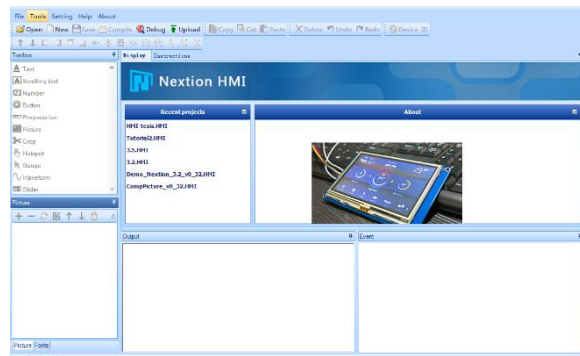 File Tools Setting Help About
Open New Save Compile Debug Upload Copy Cut Paste Delete Undo Redo Device ID
Toolbox
Display Instructions
Text
Scrolling text
Number
Button
Progress bar
Picture
Crop
Hotspot
Gauge
Waveform
Slider
Nextion HMI
Recent projects
About
HMI tesis.HMI
Tutorial2.HMI
3.5.HMI
3.2.HMI
Demo_Nextion_3.2_v0_32.HMI
CompPicture_v0_32.HMI
Picture
Output
Event
Picture Fonts